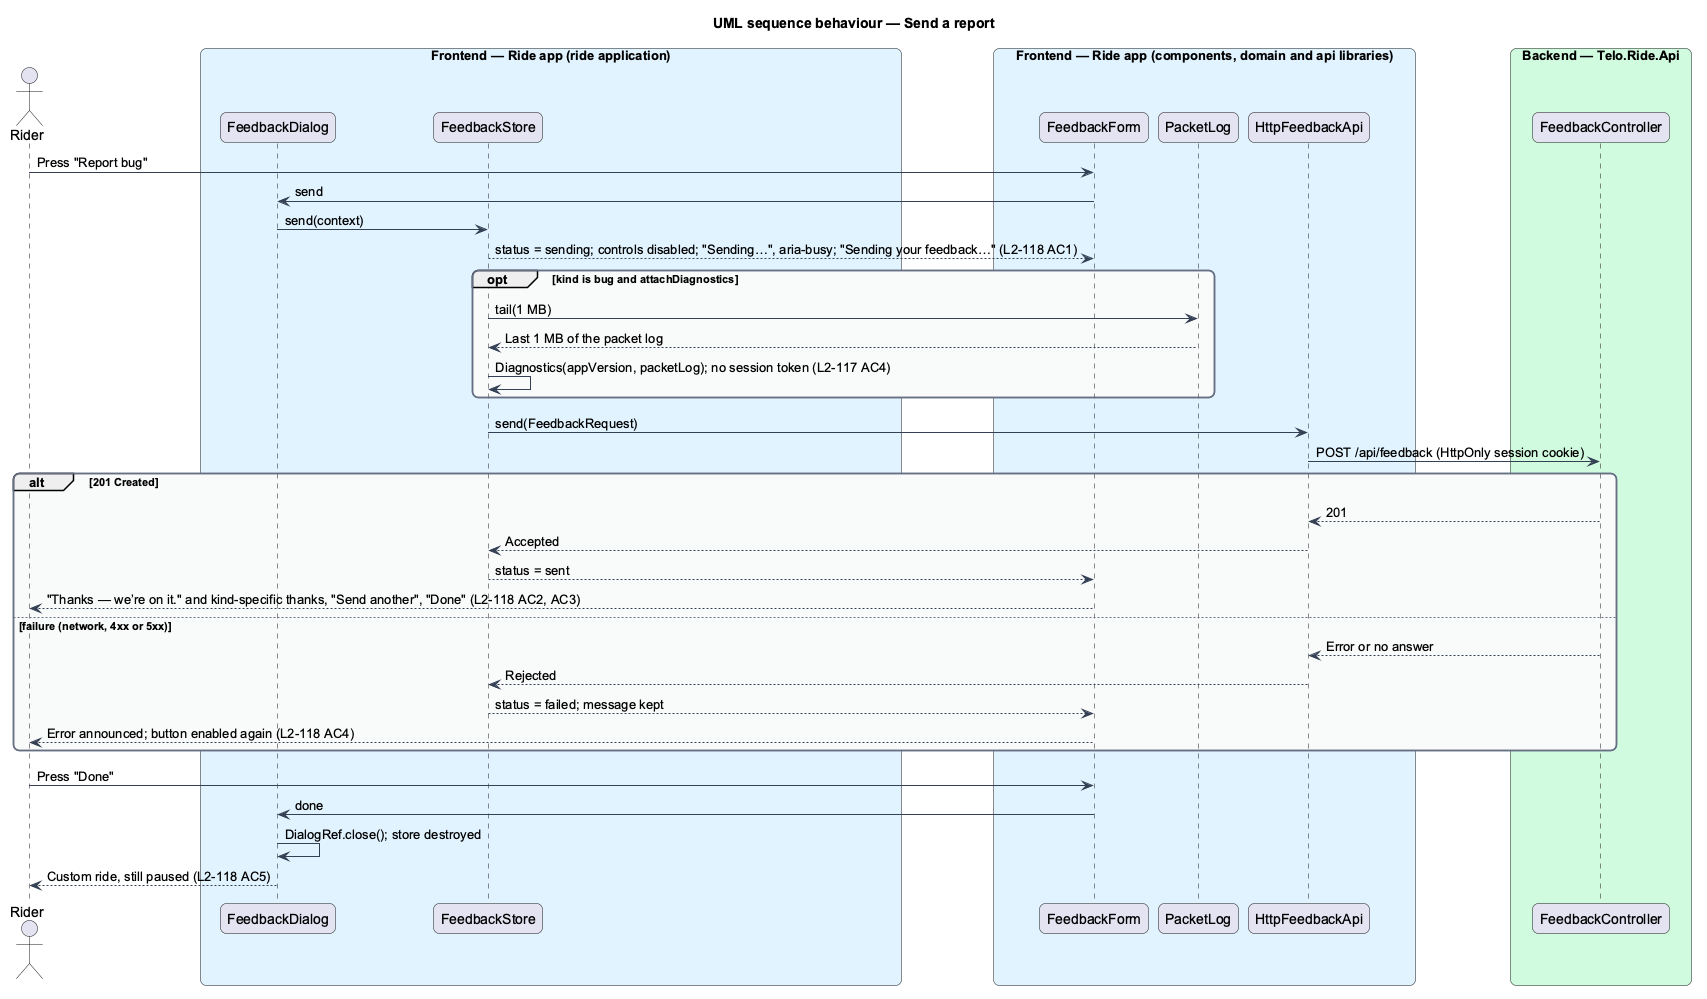 UML sequence behaviour — Send a report
Frontend — Ride app (ride application)
Frontend — Ride app (components, domain and api libraries)
Backend — Telo.Ride.Api
Rider
FeedbackDialog
FeedbackStore
FeedbackForm
PacketLog
HttpFeedbackApi
FeedbackController
Press "Report bug"
send
send(context)
status = sending; controls disabled; "Sending…", aria-busy; "Sending your feedback…" (L2-118 AC1)
opt
[kind is bug and attachDiagnostics]
tail(1 MB)
Last 1 MB of the packet log
Diagnostics(appVersion, packetLog); no session token (L2-117 AC4)
send(FeedbackRequest)
POST /api/feedback (HttpOnly session cookie)
alt
[201 Created]
201
Accepted
status = sent
"Thanks — we’re on it." and kind-specific thanks, "Send another", "Done" (L2-118 AC2, AC3)
[failure (network, 4xx or 5xx)]
Error or no answer
Rejected
status = failed; message kept
Error announced; button enabled again (L2-118 AC4)
Press "Done"
done
DialogRef.close(); store destroyed
Custom ride, still paused (L2-118 AC5)
Rider
FeedbackDialog
FeedbackStore
FeedbackForm
PacketLog
HttpFeedbackApi
FeedbackController